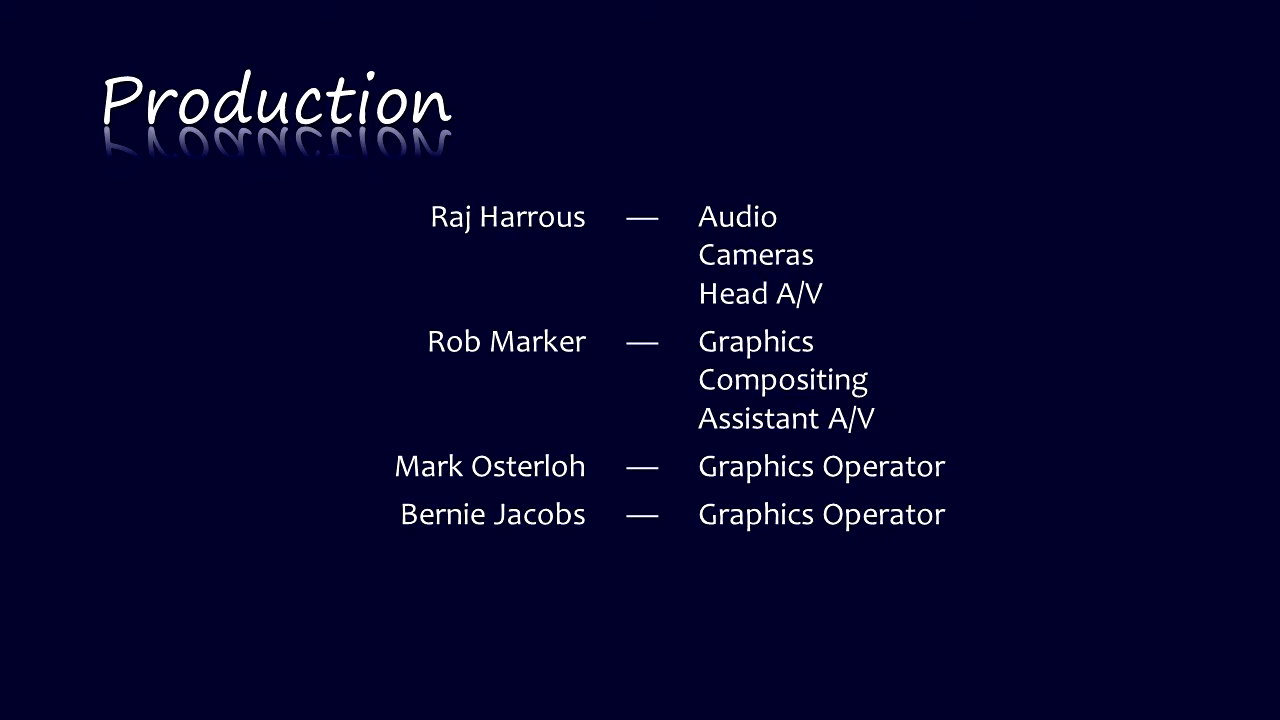 Production
Raj Harrous — Audio
Cameras
Head A/V
Rob Marker — Graphics
Compositing
Assistant A/V
Mark Osterloh — Graphics Operator
Bernie Jacobs — Graphics Operator